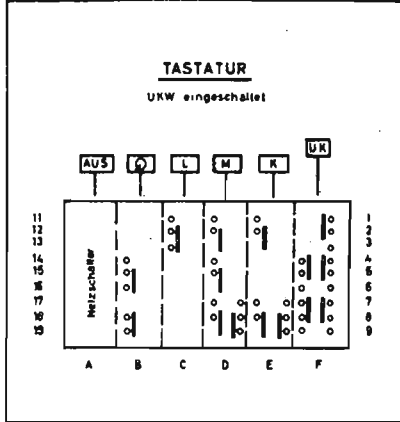 TASTATUR
UKW eingeschaltet
AUS L M K UK
11 1
12 2
13 3
14 4
15 5
16 6
17 7
18 8
19 9
Netzschalter
A B C D E F